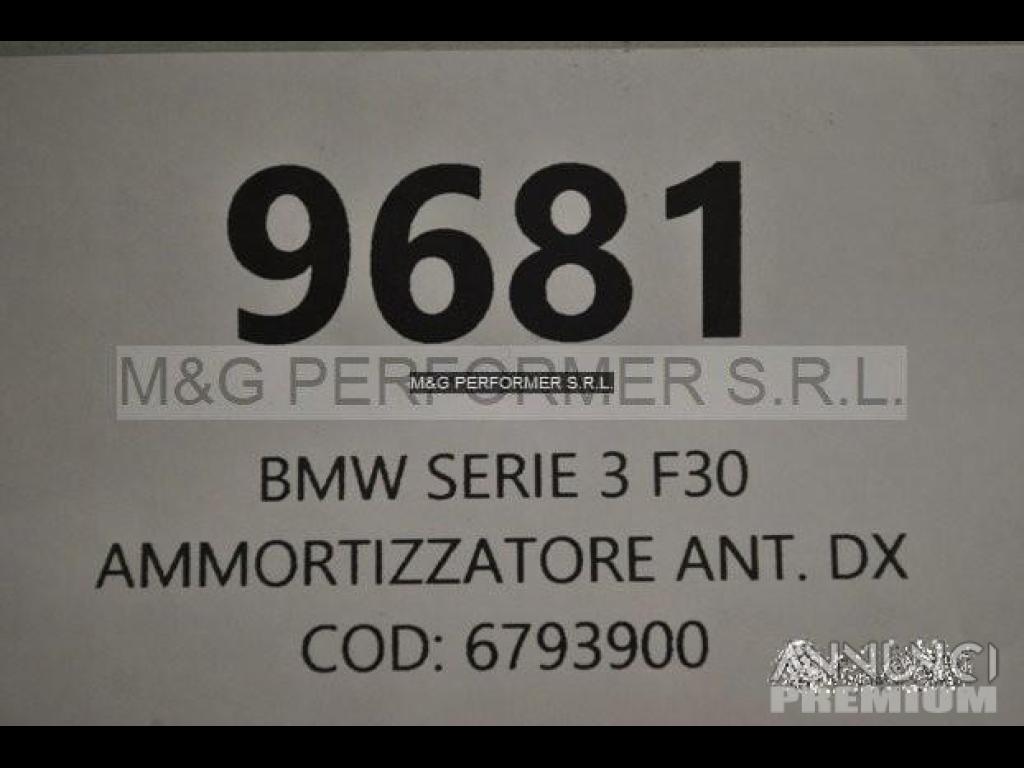 9681
M&G PERFORMER S.R.L.
M&G PERFORMER S.R.L.
BMW SERIE 3 F30
AMMORTIZZATORE ANT. DX
COD: 6793900
ANNUNCI
PREMIUM